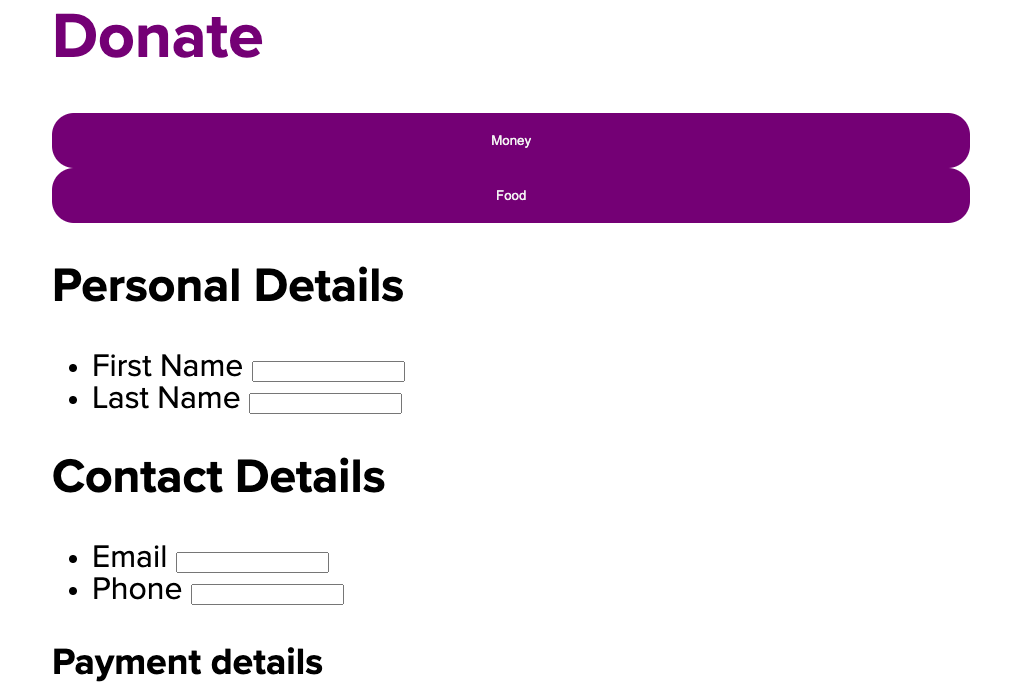 Donate
Money
Food
Personal Details
First Name
Last Name
Contact Details
Email
Phone
Payment details